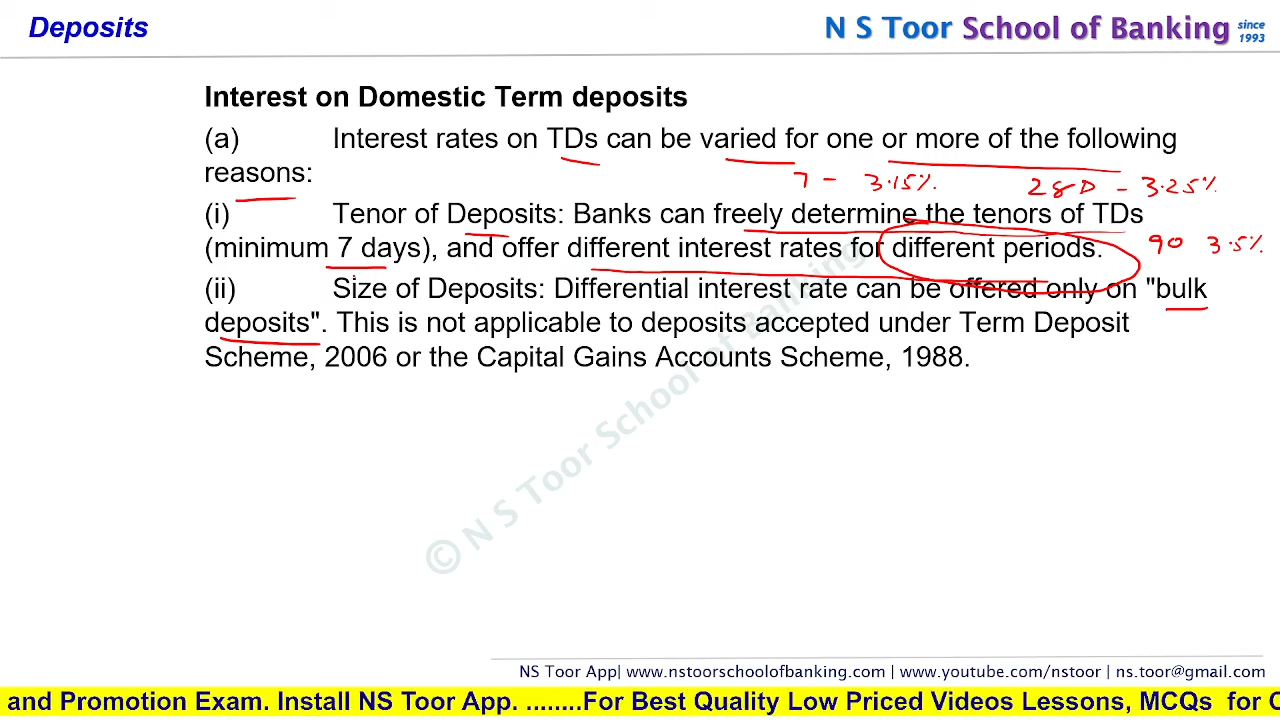 Deposits
N S Toor School of Banking since 1993
Interest on Domestic Term deposits
(a) Interest rates on TDs can be varied for one or more of the following
reasons:
7 - 3.15%. 28D - 3.25%
(i) Tenor of Deposits: Banks can freely determine the tenors of TDs
(minimum 7 days), and offer different interest rates for different periods.
90 3.5%
(ii) Size of Deposits: Differential interest rate can be offered only on "bulk
deposits". This is not applicable to deposits accepted under Term Deposit
Scheme, 2006 or the Capital Gains Accounts Scheme, 1988.
© N S Toor School of Banking
NS Toor App| www.nstoorschoolofbanking.com | www.youtube.com/nstoor | ns.toor@gmail.com
and Promotion Exam. Install NS Toor App. ........For Best Quality Low Priced Videos Lessons, MCQs for